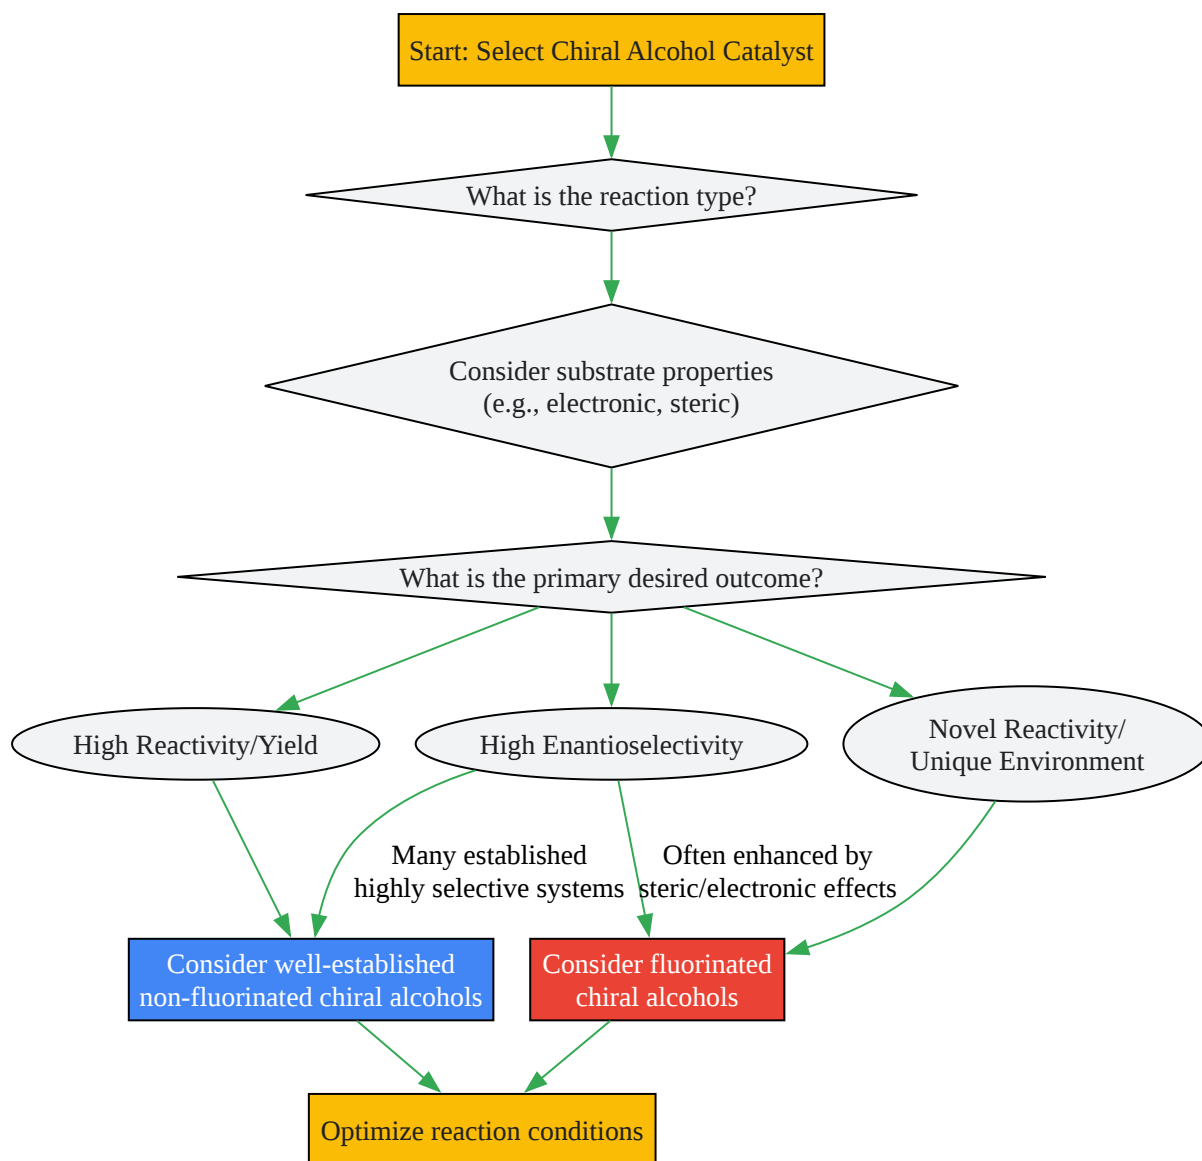 Start: Select Chiral Alcohol Catalyst
What is the reaction type?
Consider substrate properties
(e.g., electronic, steric)
What is the primary desired outcome?
High Reactivity/Yield
High Enantioselectivity
Novel Reactivity/
Unique Environment
Many established
highly selective systems
Often enhanced by
steric/electronic effects
Consider well-established
non-fluorinated chiral alcohols
Consider fluorinated
chiral alcohols
Optimize reaction conditions